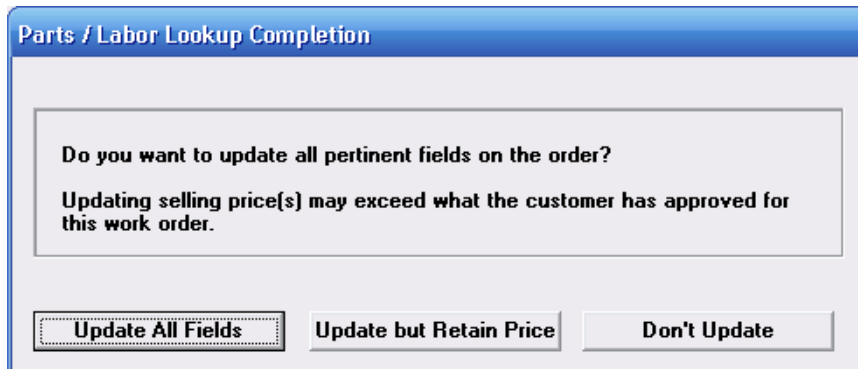 Parts / Labor Lookup Completion
Do you want to update all pertinent fields on the order?
Updating selling price(s) may exceed what the customer has approved for
this work order.
Update All Fields
Update but Retain Price
Don't Update